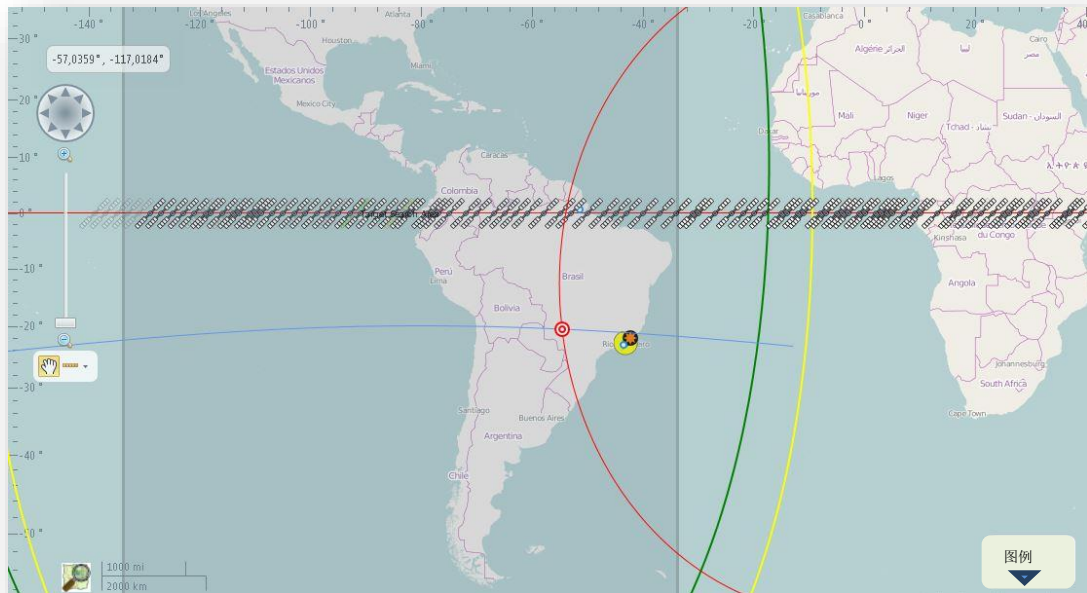 Los Angeles
Atlanta
Casablanca
-140°
-120°
-100°
-80°
-60°
-40°
-20°
0°
20°
-30°
Houston
Cairo
مصر
Algérie الجزائر
ليبيا
-57,0359°, -117,0184°
Miami
Estados Unidos
Mexicanos
20°
Mexico City
Mali
Niger
Tchad - تشاد
Sudan - السودان
Dakar
10°
Caracas
Lagos
Colombia
0°
Kinshasa
du Congo
-10°
Perú
Lima
Brasil
Angola
Bolivia
-20°
Johannesburg
-30°
South Africa
Santiago
Buenos Aires
Cape Town
Argentina
-40°
Chile
-50°
图例
1000 mi
2000 km